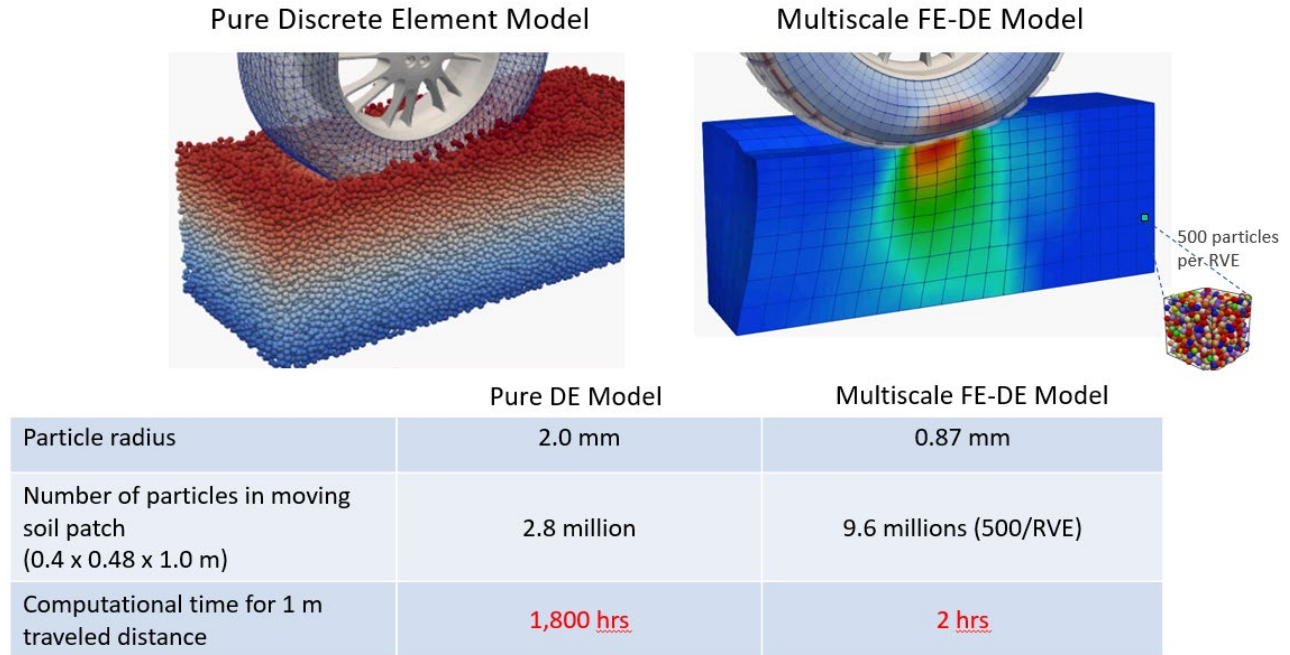 Pure Discrete Element Model
Multiscale FE-DE Model
500 particles
per RVE
Pure DE Model
Multiscale FE-DE Model
Particle radius
2.0 mm
0.87 mm
Number of particles in moving
soil patch
(0.4 x 0.48 x 1.0 m)
2.8 million
9.6 millions (500/RVE)
Computational time for 1 m
traveled distance
1,800 hrs
2 hrs